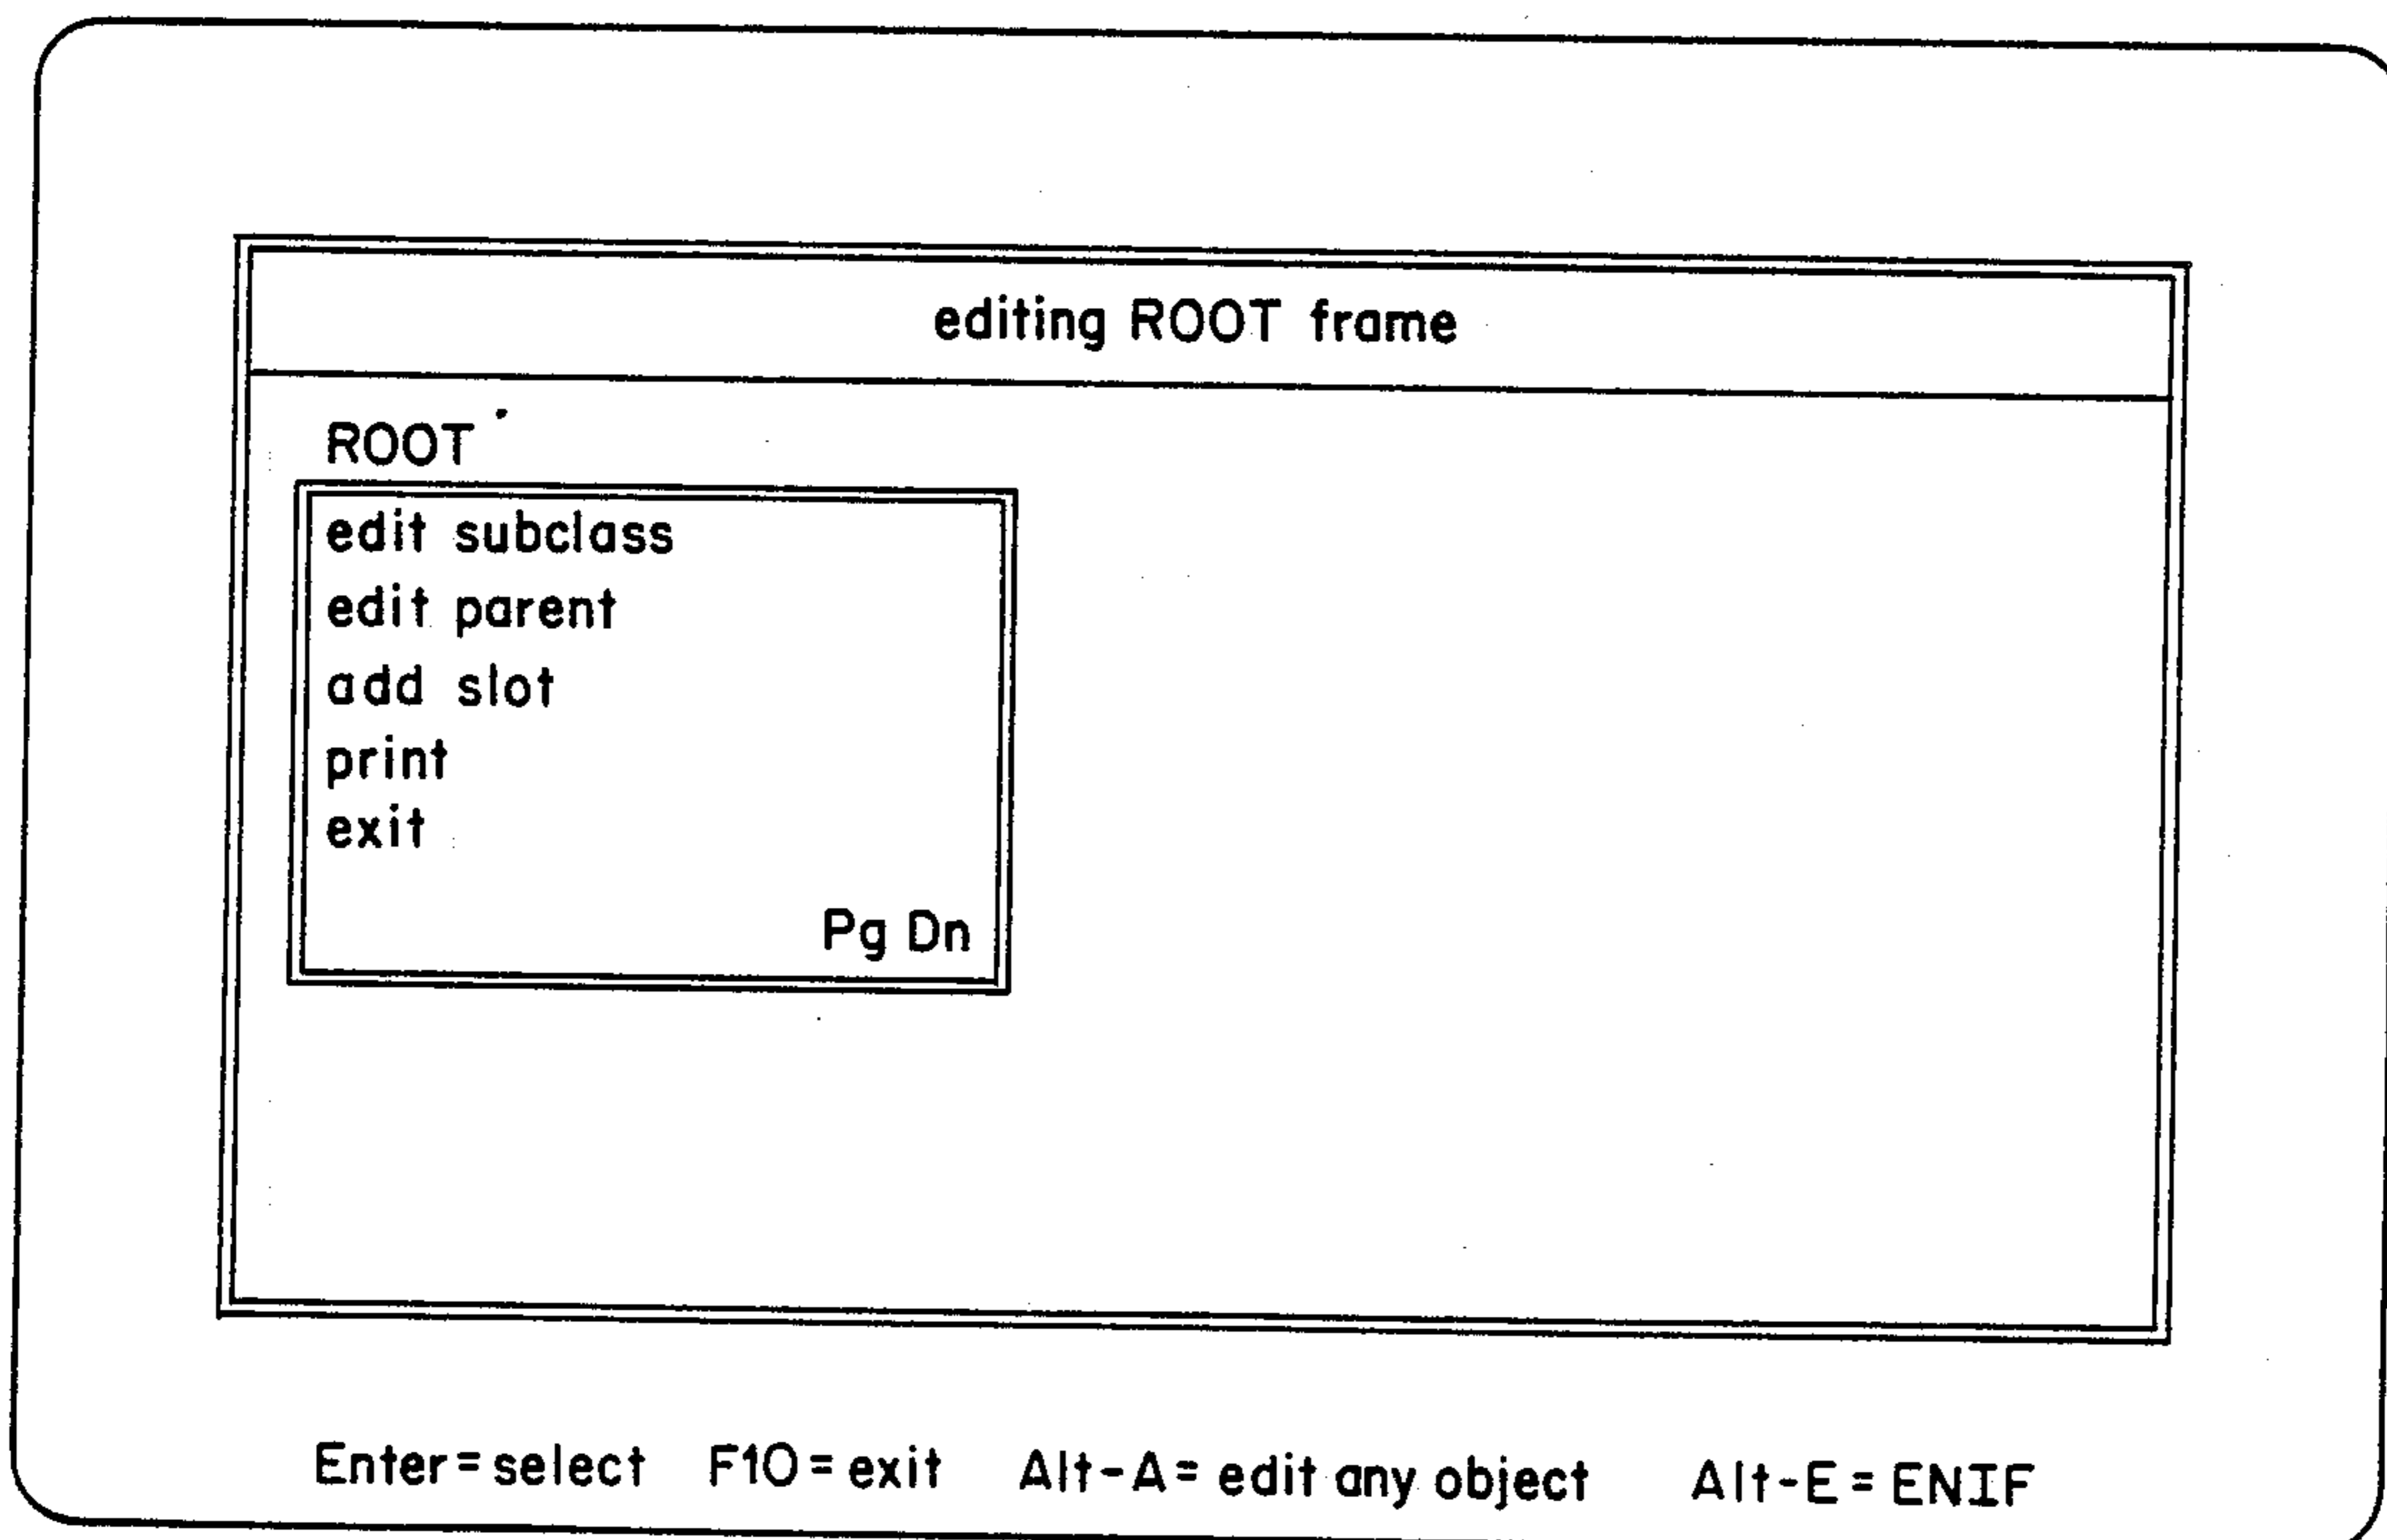 editing ROOT frame
ROOT
edit subclass
edit parent
add slot
print
exit
Pg Dn
Enter=select F10=exit Alt-A=edit any object Alt-E=ENIF